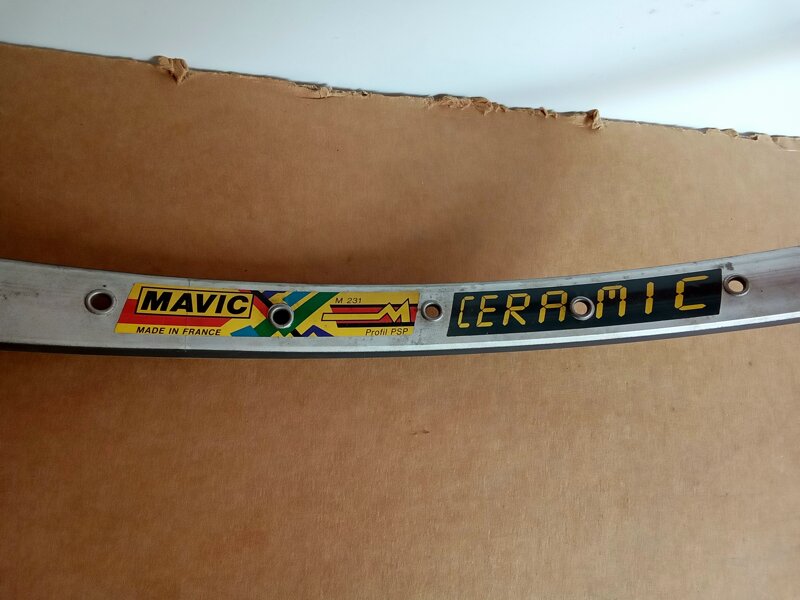 MAVIC
MADE IN FRANCE
M 231
Profil PSP
CERAMIC